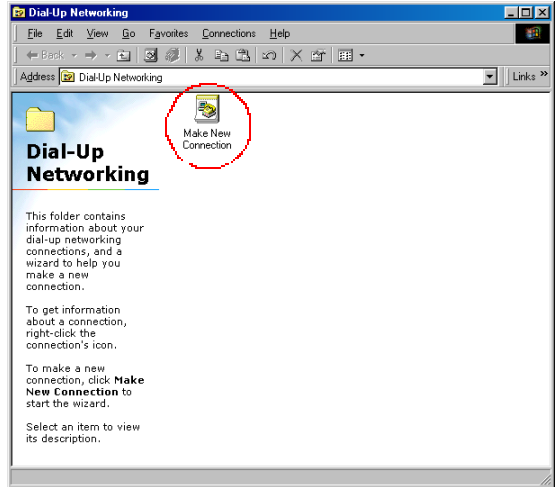 Dial-Up Networking
File Edit View Go Favorites Connections Help
Back
Address Dial-Up Networking Links »
Make New
Connection
Dial-Up
Networking
This folder contains
information about your
dial-up networking
connections, and a
wizard to help you
make a new
connection.
To get information
about a connection,
right-click the
connection's icon.
To make a new
connection, click Make
New Connection to
start the wizard.
Select an item to view
its description.